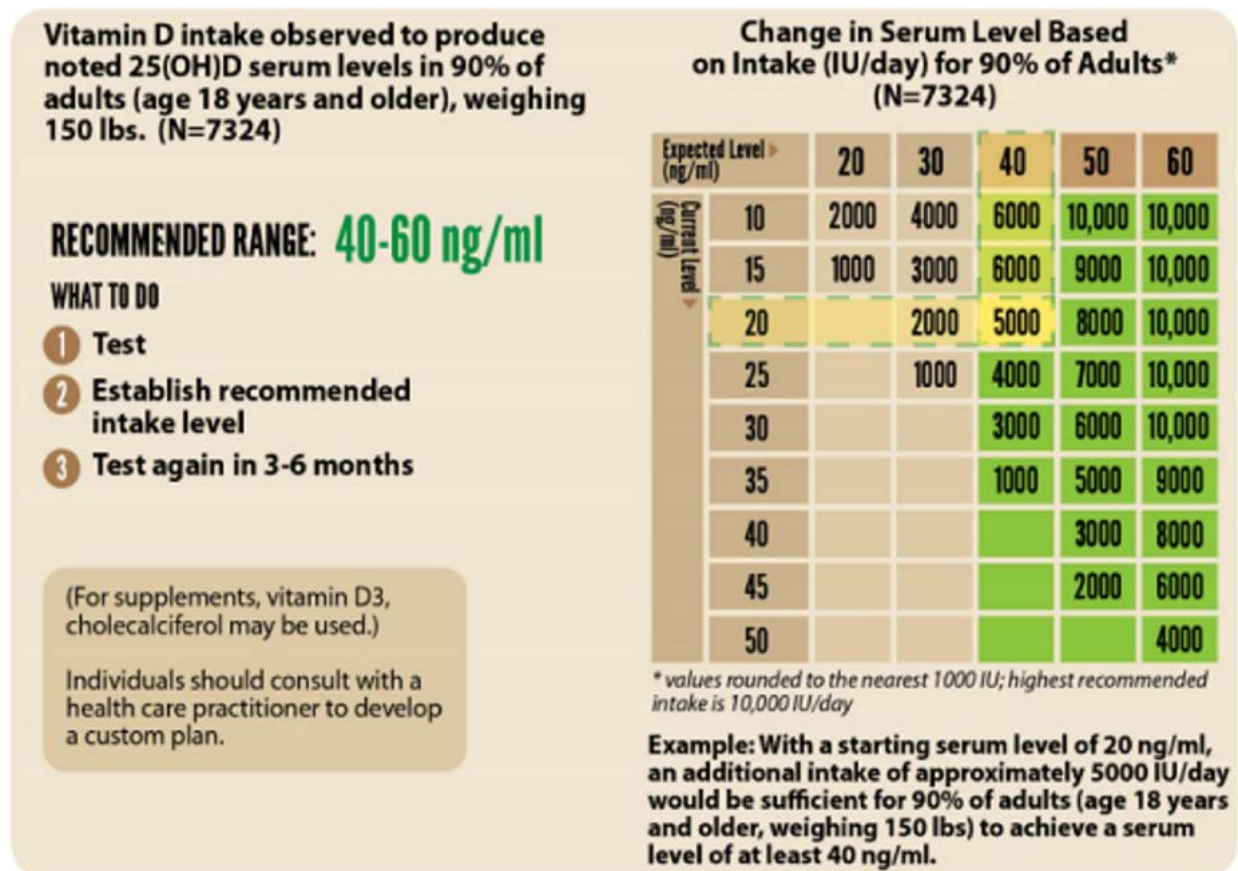 Vitamin D intake observed to produce
noted 25(OH)D serum levels in 90% of
adults (age 18 years and older), weighing
150 lbs. (N=7324)
RECOMMENDED RANGE: 40-60 ng/ml
WHAT TO DO
1 Test
2 Establish recommended
intake level
3 Test again in 3-6 months
(For supplements, vitamin D3,
cholecalciferol may be used.)
Individuals should consult with a
health care practitioner to develop
a custom plan.
Change in Serum Level Based
on Intake (IU/day) for 90% of Adults*
(N=7324)
Expected Level
(ng/ml)
20 30 40 50 60
Current Level
(ng/ml)
10 2000 4000 6000 10,000 10,000
15 1000 3000 6000 9000 10,000
20 2000 5000 8000 10,000
25 1000 4000 7000 10,000
30 3000 6000 10,000
35 1000 5000 9000
40 3000 8000
45 2000 6000
50 4000
* values rounded to the nearest 1000 IU; highest recommended
intake is 10,000 IU/day
Example: With a starting serum level of 20 ng/ml,
an additional intake of approximately 5000 IU/day
would be sufficient for 90% of adults (age 18 years
and older, weighing 150 lbs) to achieve a serum
level of at least 40 ng/ml.